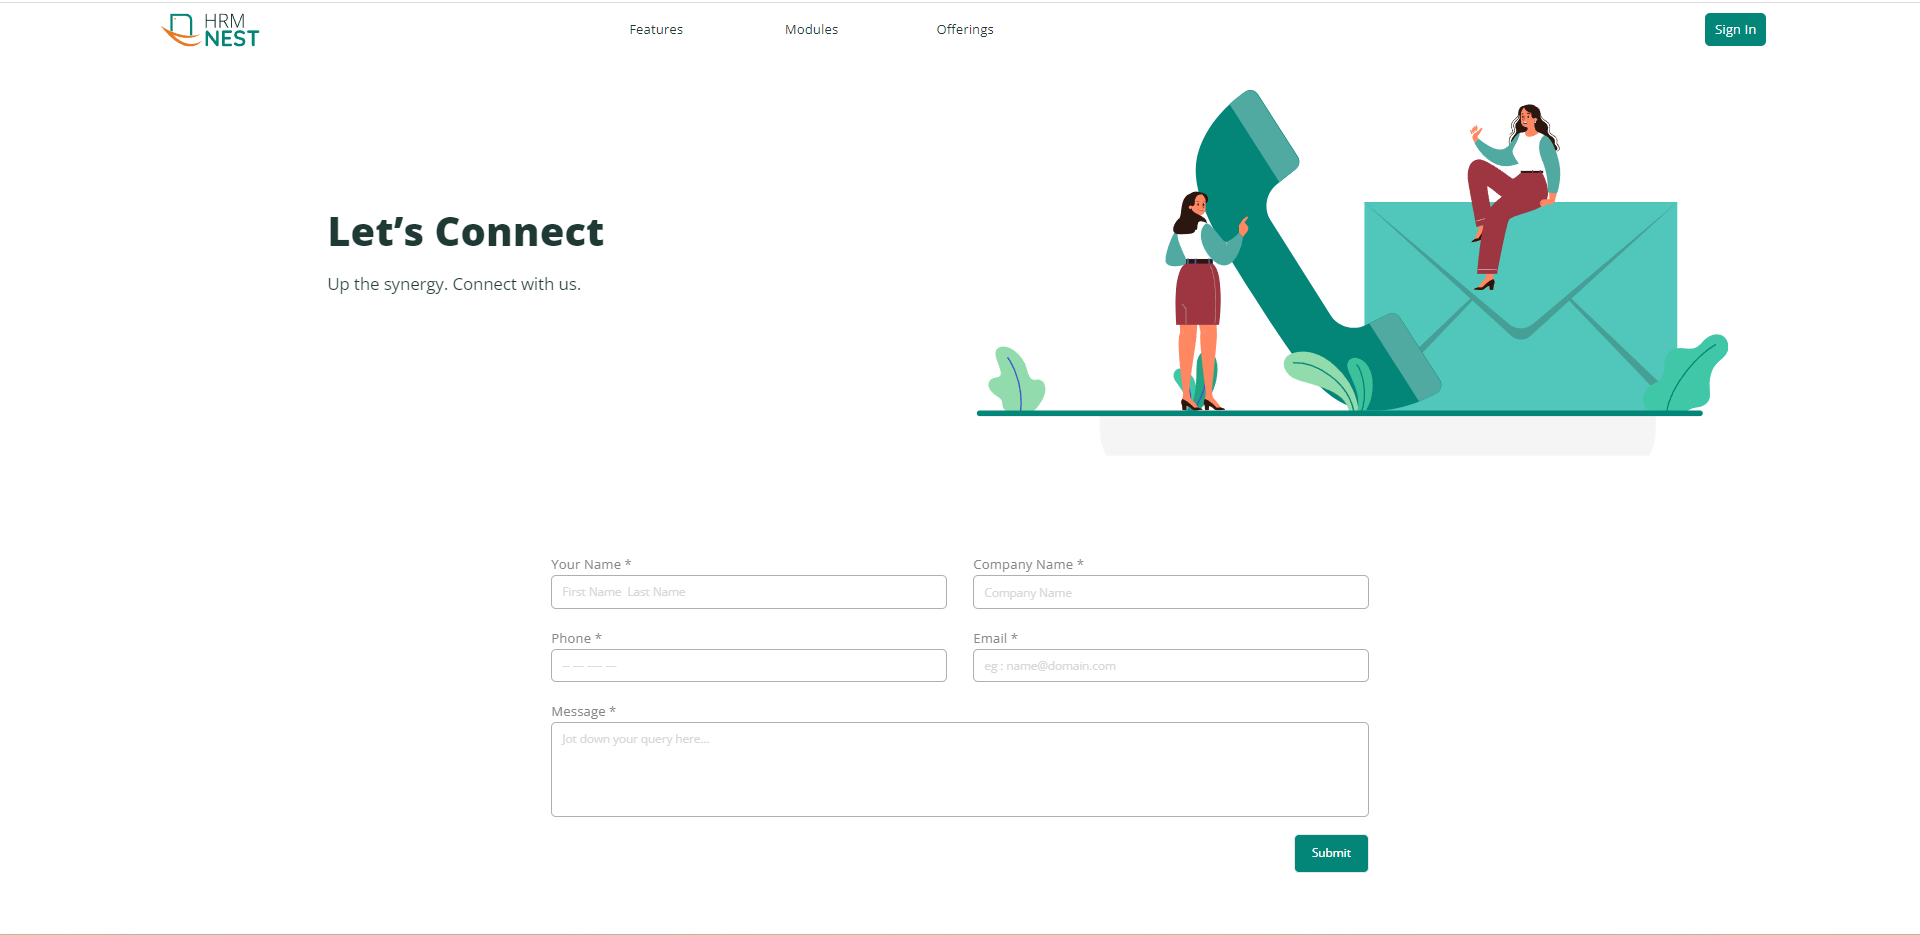 HRM
NEST
Features
Modules
Offerings
Sign In
Let’s Connect
Up the synergy. Connect with us.
Your Name *
Company Name *
First Name  Last Name
Company Name
Phone *
Email *
-- --- ---- ---
eg : name@domain.com
Message *
Jot down your query here...
Submit